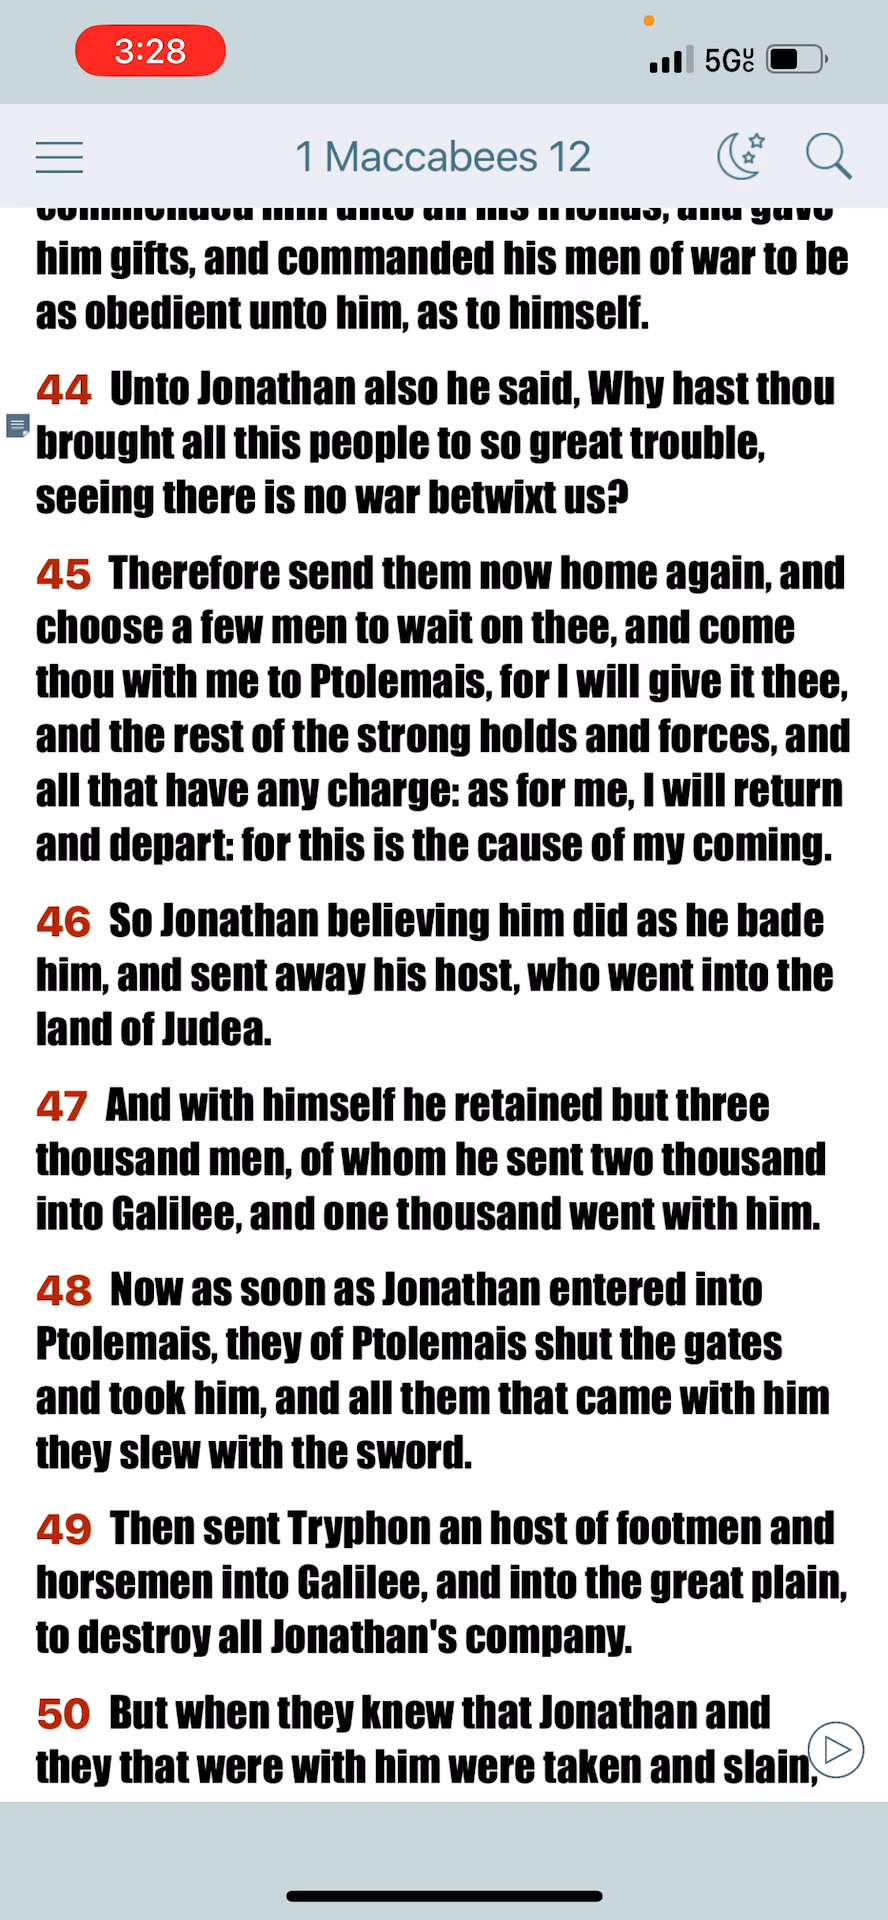 3:28
5G UC
1 Maccabees 12
commended him unto all his friends, and gave
him gifts, and commanded his men of war to be
as obedient unto him, as to himself.
44 Unto Jonathan also he said, Why hast thou
brought all this people to so great trouble,
seeing there is no war betwixt us?
45 Therefore send them now home again, and
choose a few men to wait on thee, and come
thou with me to Ptolemais, for I will give it thee,
and the rest of the strong holds and forces, and
all that have any charge: as for me, I will return
and depart: for this is the cause of my coming.
46 So Jonathan believing him did as he bade
him, and sent away his host, who went into the
land of Judea.
47 And with himself he retained but three
thousand men, of whom he sent two thousand
into Galilee, and one thousand went with him.
48 Now as soon as Jonathan entered into
Ptolemais, they of Ptolemais shut the gates
and took him, and all them that came with him
they slew with the sword.
49 Then sent Tryphon an host of footmen and
horsemen into Galilee, and into the great plain,
to destroy all Jonathan's company.
50 But when they knew that Jonathan and
they that were with him were taken and slain,